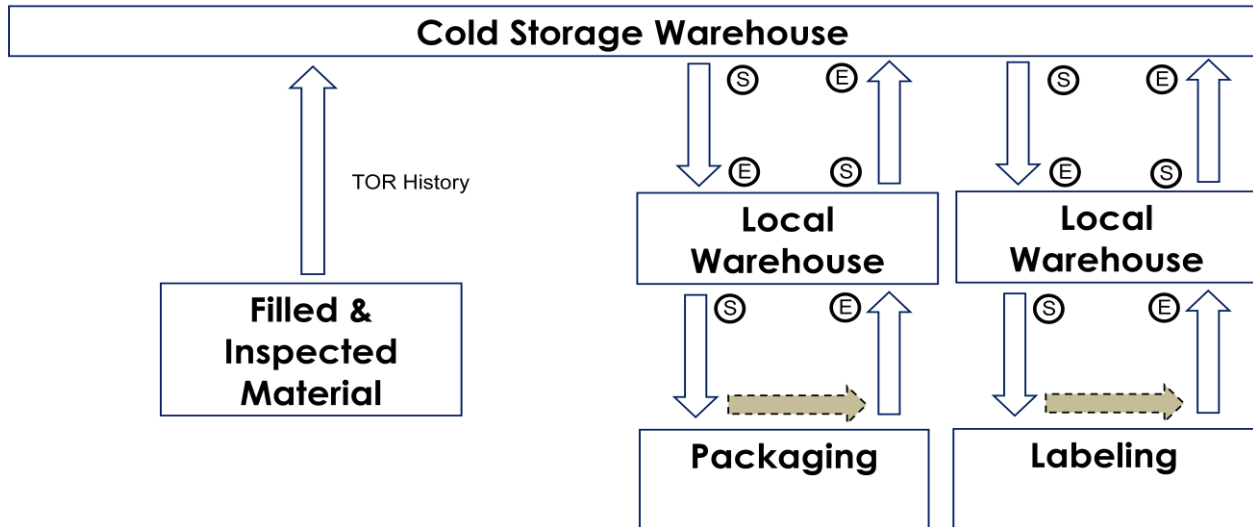 Cold Storage Warehouse
S E S E
TOR History
E S E S
Local
Warehouse
Local
Warehouse
Filled &
Inspected
Material
S E S E
Packaging
Labeling